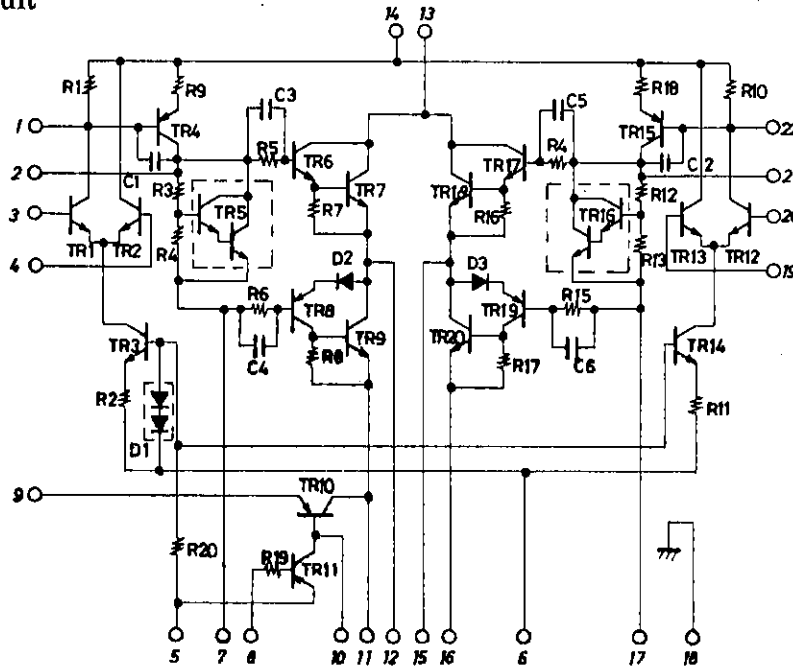 uit
14 13
R1 R9 C3 C5 R18 R10
1 TR4 R5 TR6 TR17 R4 TR15 22
2 C1 R3 TR7 TR18 R12 C2 2
3 TR5 R7 R16 TR16 20
TR1 TR2 R4 R13 TR13 TR12
4 D2 D3 19
R6 TR8 TR19 R15
TR3 TR9 TR20 TR14
C4 R8 R17 C6
R2 R11
D1
9 TR10
R20 R19 TR11
5 7 8 10 11 12 15 16 6 17 18